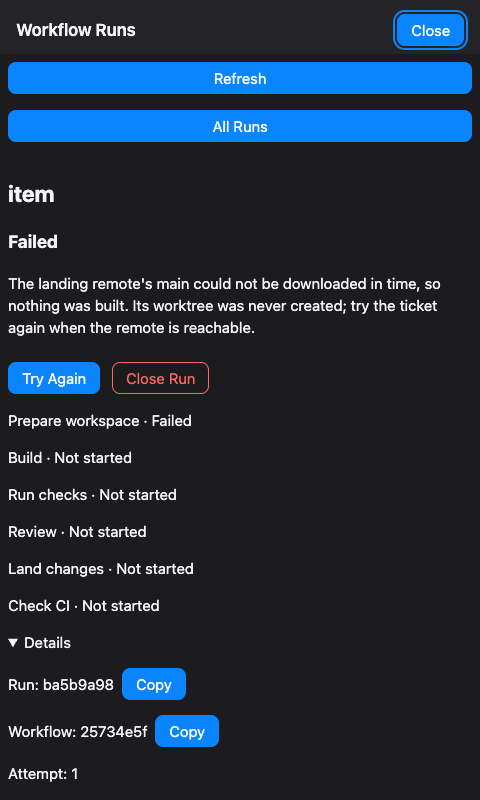 Workflow Runs
Close
Refresh
All Runs
item
Failed
The landing remote's main could not be downloaded in time, so
nothing was built. Its worktree was never created; try the ticket
again when the remote is reachable.
Try Again
Close Run
Prepare workspace · Failed
Build · Not started
Run checks · Not started
Review · Not started
Land changes · Not started
Check CI · Not started
▼ Details
Run: ba5b9a98 Copy
Workflow: 25734e5f Copy
Attempt: 1